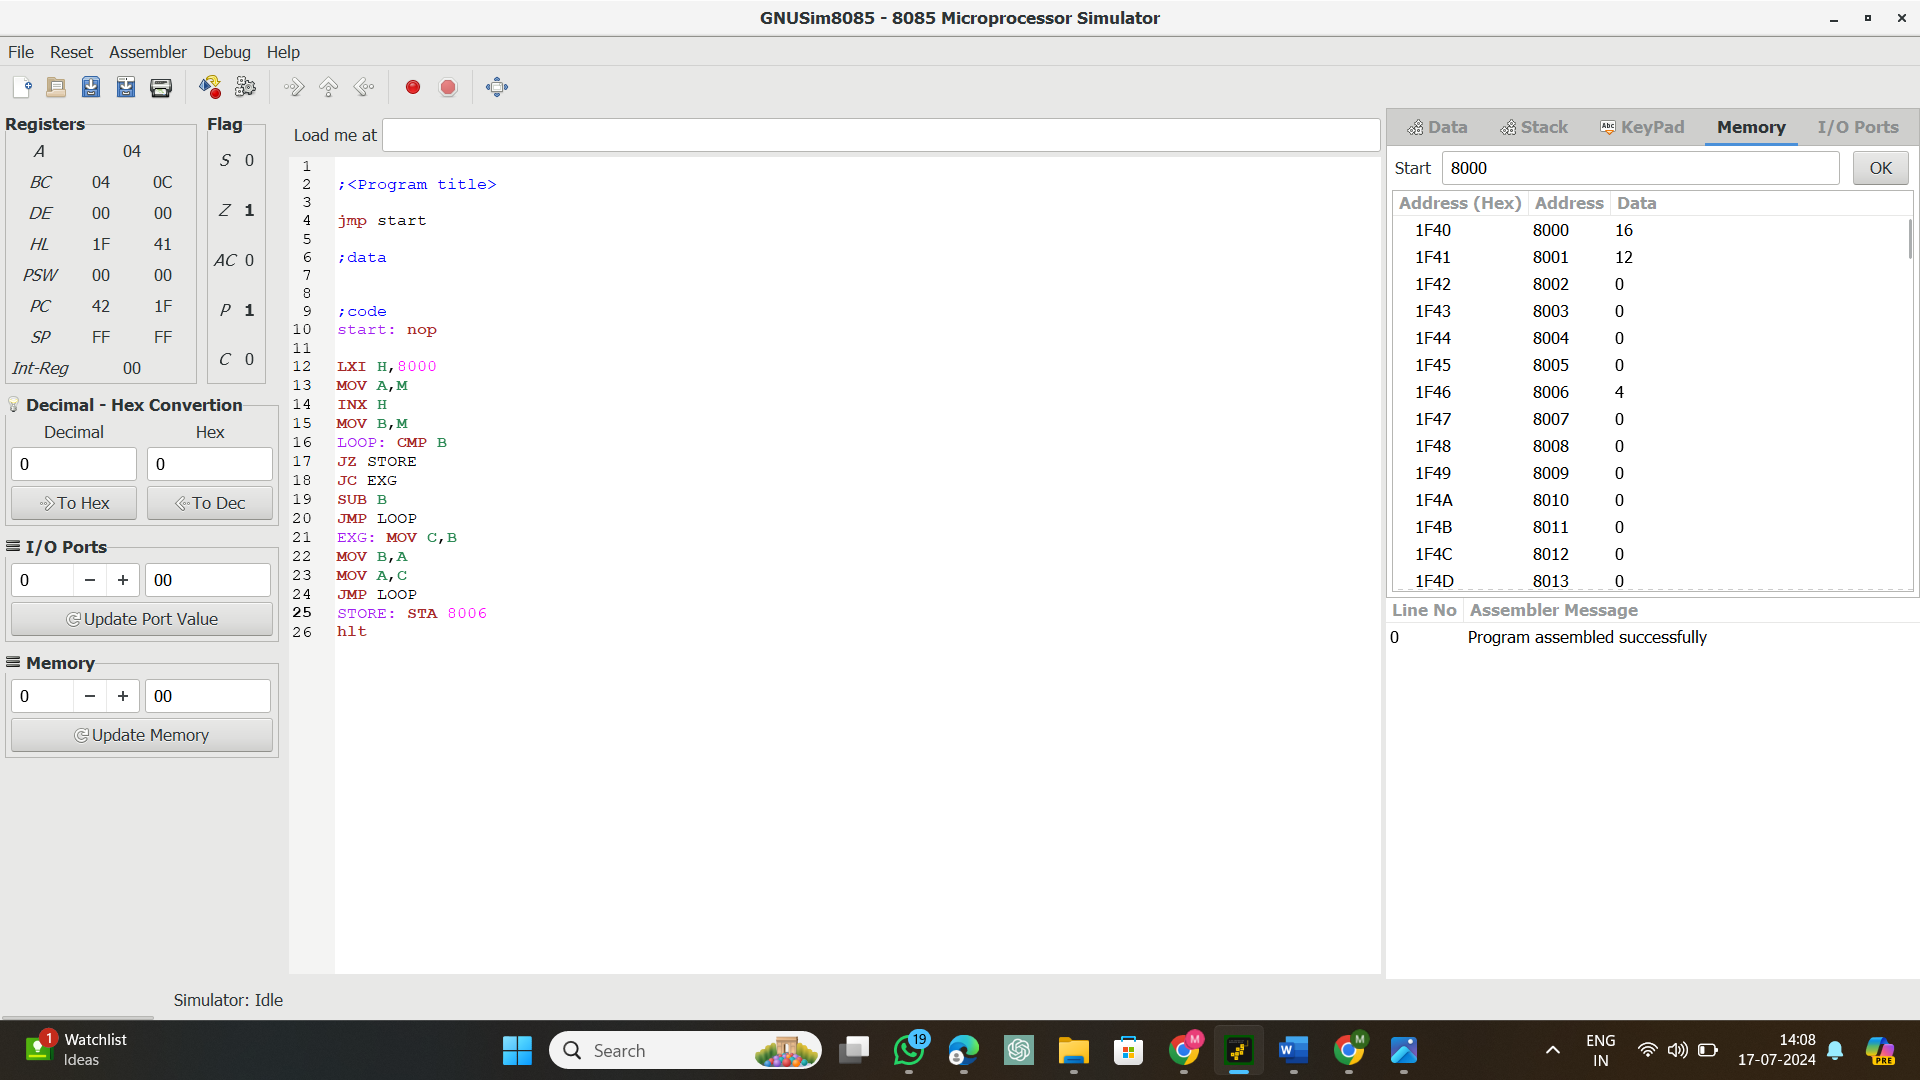 GNUSim8085 - 8085 Microprocessor Simulator
File Reset Assembler Debug Help
Registers
A 04
BC 04 0C
DE 00 00
HL 1F 41
PSW 00 00
PC 42 1F
SP FF FF
Int-Reg 00
Flag
S 0
Z 1
AC 0
P 1
C 0
Decimal - Hex Convertion
Decimal Hex
0 0
To Hex To Dec
I/O Ports
0 − + 00
Update Port Value
Memory
0 − + 00
Update Memory
Load me at
1
2 ;<Program title>
3
4 jmp start
5
6 ;data
7
8
9 ;code
10 start: nop
11
12 LXI H,8000
13 MOV A,M
14 INX H
15 MOV B,M
16 LOOP: CMP B
17 JZ STORE
18 JC EXG
19 SUB B
20 JMP LOOP
21 EXG: MOV C,B
22 MOV B,A
23 MOV A,C
24 JMP LOOP
25 STORE: STA 8006
26 hlt
Data Stack Abc KeyPad Memory I/O Ports
Start 8000 OK
Address (Hex) Address Data
1F40 8000 16
1F41 8001 12
1F42 8002 0
1F43 8003 0
1F44 8004 0
1F45 8005 0
1F46 8006 4
1F47 8007 0
1F48 8008 0
1F49 8009 0
1F4A 8010 0
1F4B 8011 0
1F4C 8012 0
1F4D 8013 0
Line No Assembler Message
0 Program assembled successfully
Simulator: Idle
1 Watchlist
Ideas
Search
19
M
W
M
ENG
IN
14:08
17-07-2024
PRE